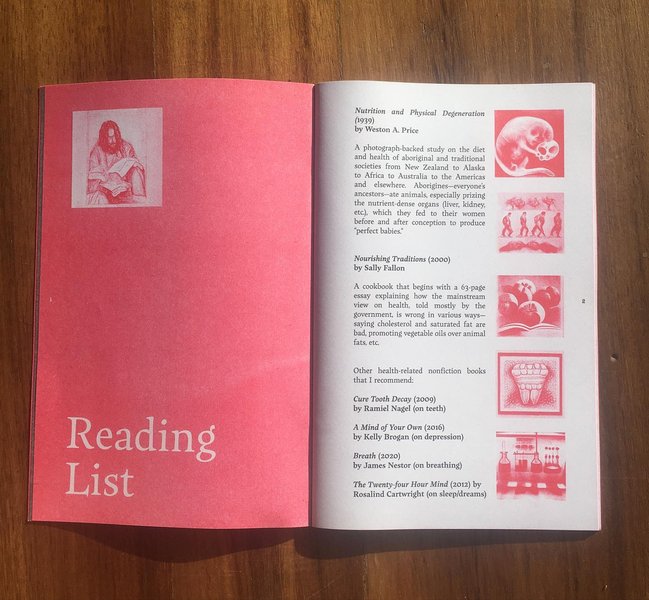 Reading
List
Nutrition and Physical Degeneration
(1939)
by Weston A. Price
A photograph-backed study on the diet
and health of aboriginal and traditional
societies from New Zealand to Alaska
to Africa to Australia to the Americas
and elsewhere. Aborigines—everyone's
ancestors—ate animals, especially prizing
the nutrient-dense organs (liver, kidney,
etc.), which they fed to their women
before and after conception to produce
"perfect babies."
Nourishing Traditions (2000)
by Sally Fallon
A cookbook that begins with a 63-page
essay explaining how the mainstream
view on health, told mostly by the
government, is wrong in various ways—
saying cholesterol and saturated fat are
bad, promoting vegetable oils over animal
fats, etc.
Other health-related nonfiction books
that I recommend:
Cure Tooth Decay (2009)
by Ramiel Nagel (on teeth)
A Mind of Your Own (2016)
by Kelly Brogan (on depression)
Breath (2020)
by James Nestor (on breathing)
The Twenty-four Hour Mind (2012) by
Rosalind Cartwright (on sleep/dreams)
2